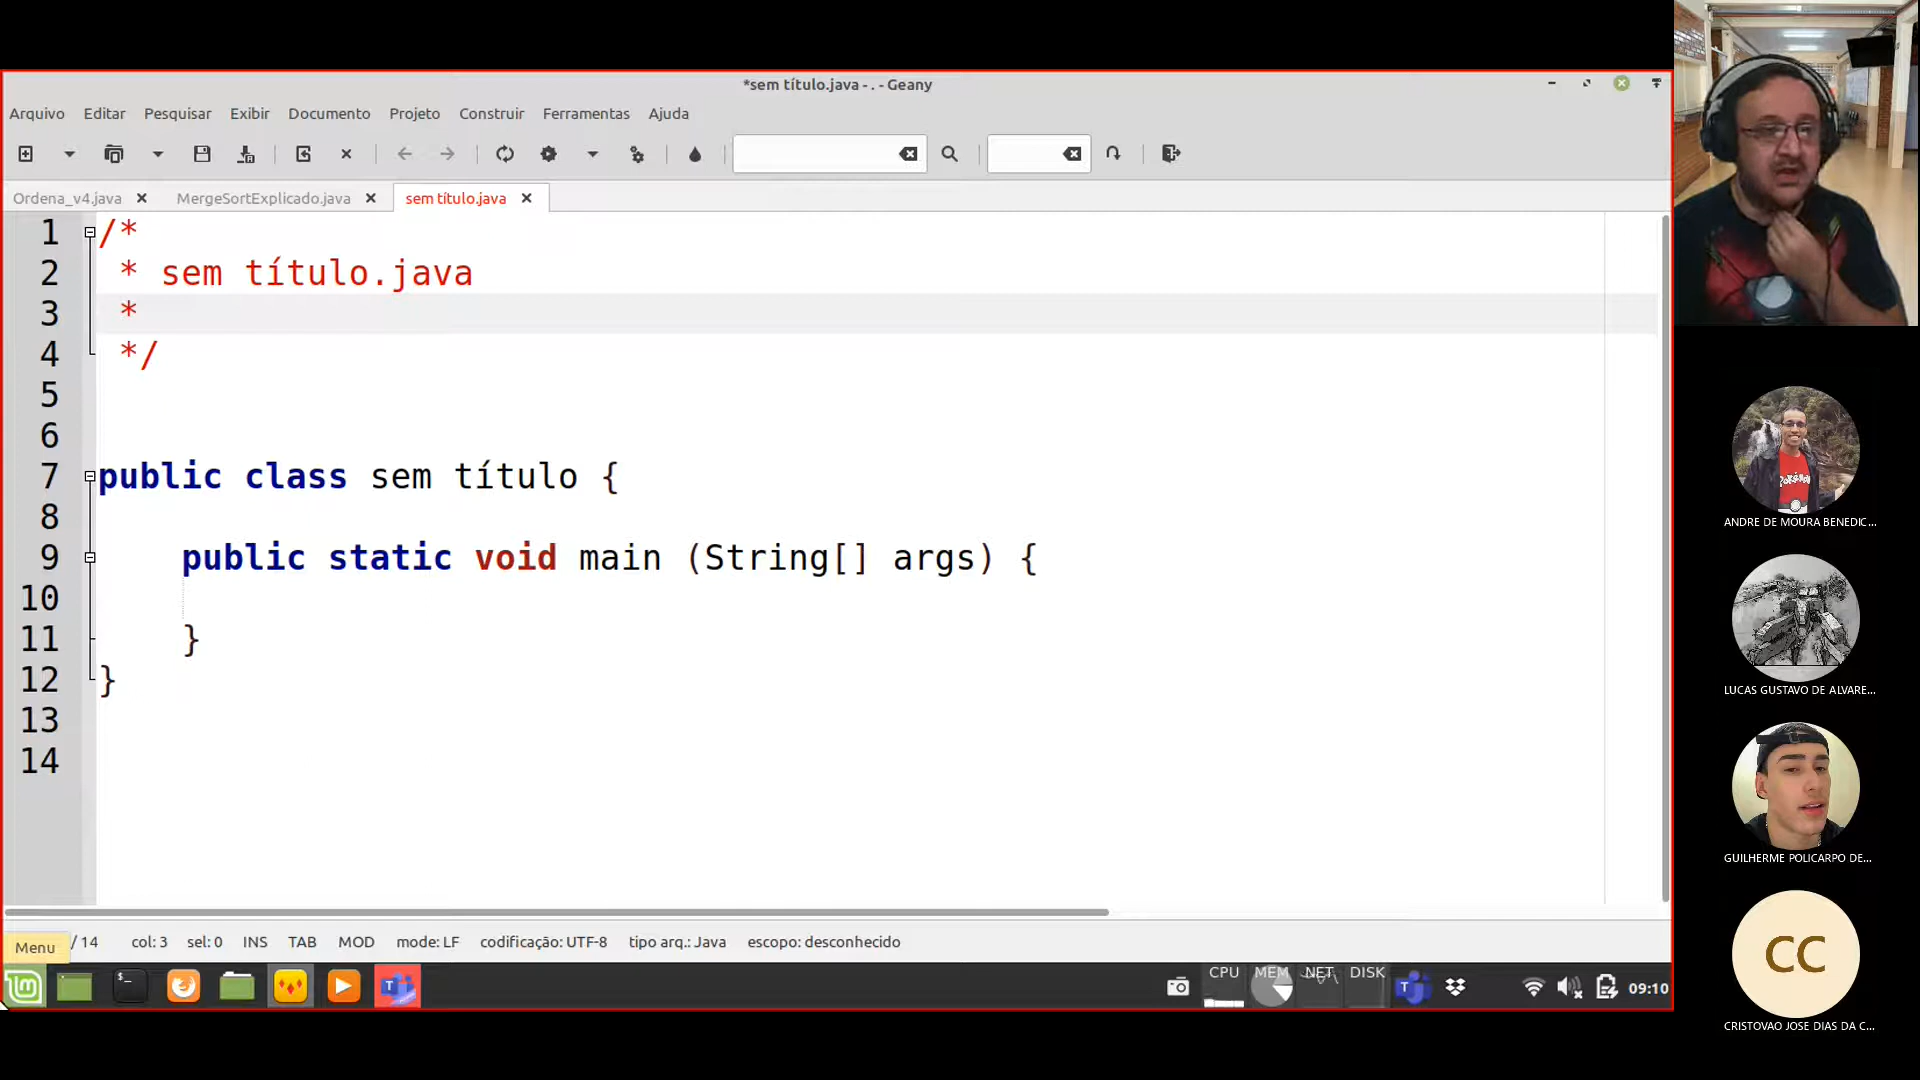 *sem título.java - . - Geany
Arquivo Editar Pesquisar Exibir Documento Projeto Construir Ferramentas Ajuda
Ordena_v4.java MergeSortExplicado.java sem título.java
1 /*
2 * sem título.java
3 *
4 */
5
6
7 public class sem título {
8
9 public static void main (String[] args) {
10
11 }
12 }
13
14
Menu / 14 col: 3 sel: 0 INS TAB MOD mode: LF codificação: UTF-8 tipo arq.: Java escopo: desconhecido
CPU MEM NET DISK
09:10
ANDRE DE MOURA BENEDIC...
LUCAS GUSTAVO DE ALVARE...
GUILHERME POLICARPO DE...
CC
CRISTOVAO JOSE DIAS DA C...